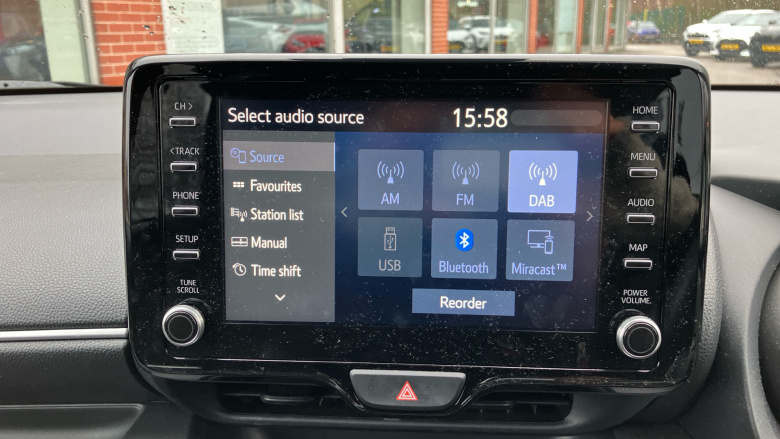 CH >
< TRACK
PHONE
SETUP
TUNE
SCROLL
Select audio source
15:58
Source
Favourites
Station list
Manual
Time shift
AM
FM
DAB
USB
Bluetooth
Miracast™
Reorder
HOME
MENU
AUDIO
MAP
POWER
VOLUME